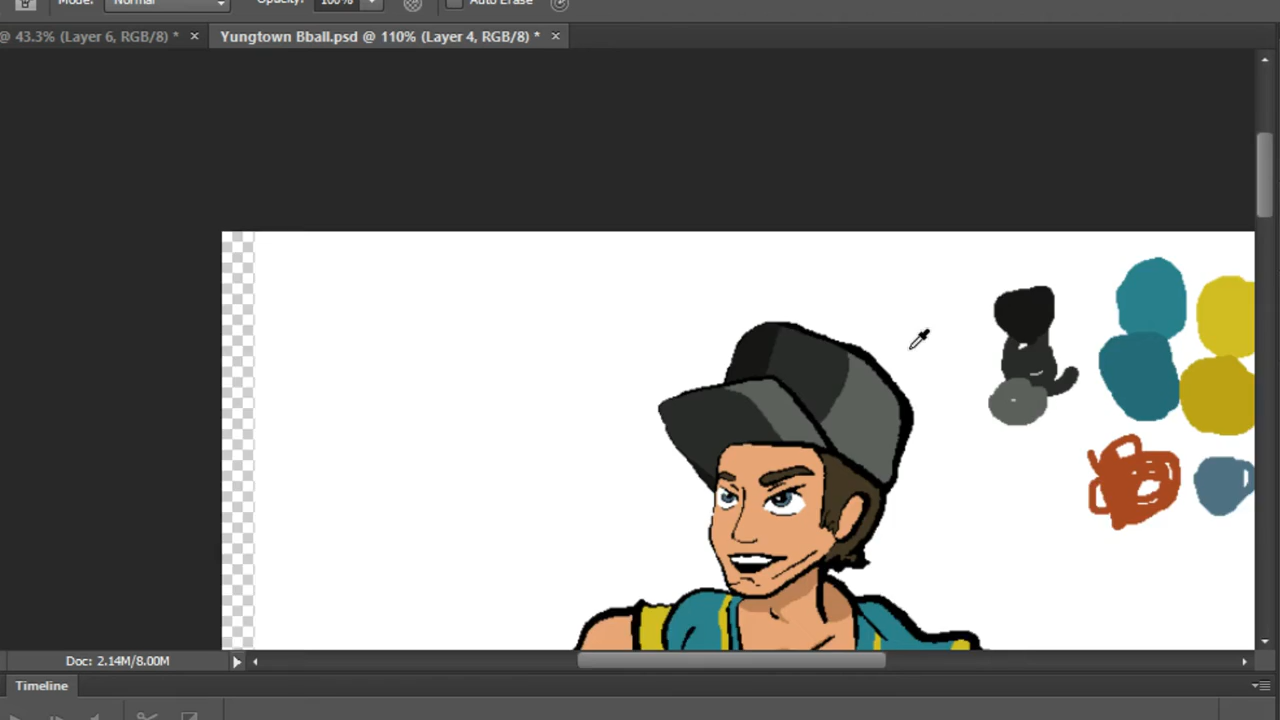 Mode: Normal Opacity: 100% Auto Erase
@ 43.3% (Layer 6, RGB/8) * × Yungtown Bball.psd @ 110% (Layer 4, RGB/8) * ×
Doc: 2.14M/8.00M
Timeline